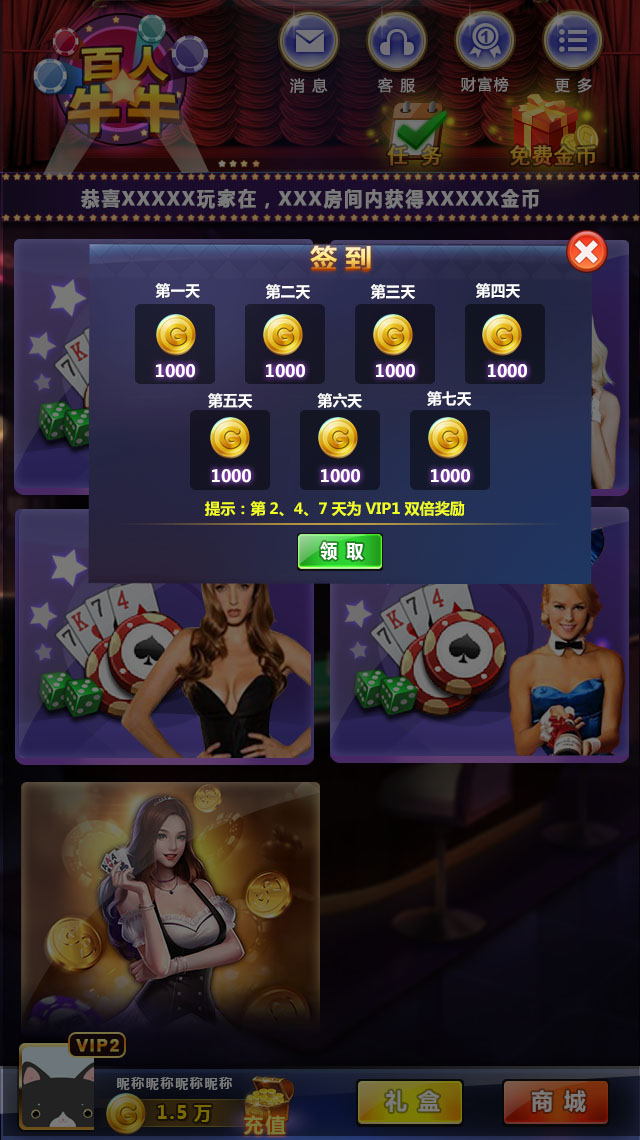 百人
牛牛
消息
客服
财富榜
更多
任务
免费金币
恭喜XXXXX玩家在，XXX房间内获得XXXXX金币
签到
第一天
第二天
第三天
第四天
1000
1000
1000
1000
第五天
第六天
第七天
1000
1000
1000
提示：第 2、4、7 天为 VIP1 双倍奖励
领取
VIP2
昵称昵称昵称昵称
1.5 万
充值
礼盒
商城